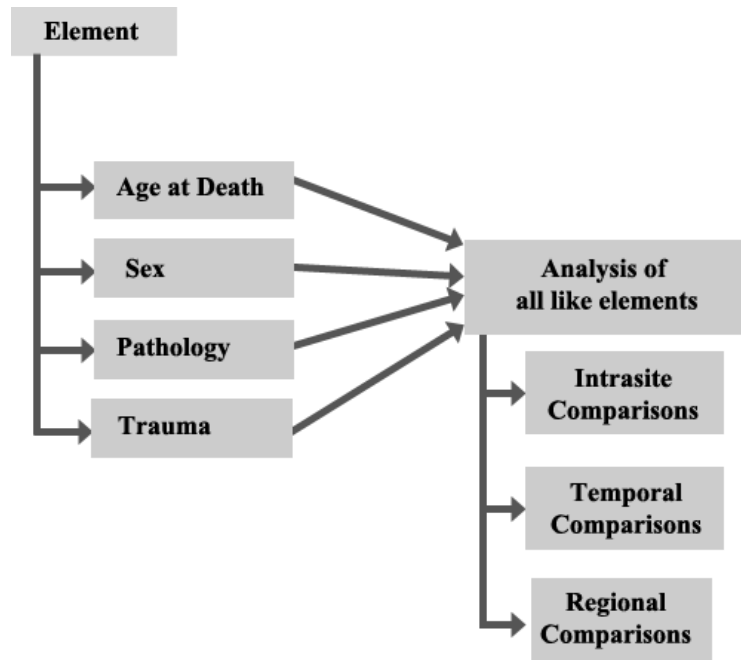 Element
Age at Death
Sex
Pathology
Trauma
Analysis of
all like elements
Intrasite
Comparisons
Temporal
Comparisons
Regional
Comparisons